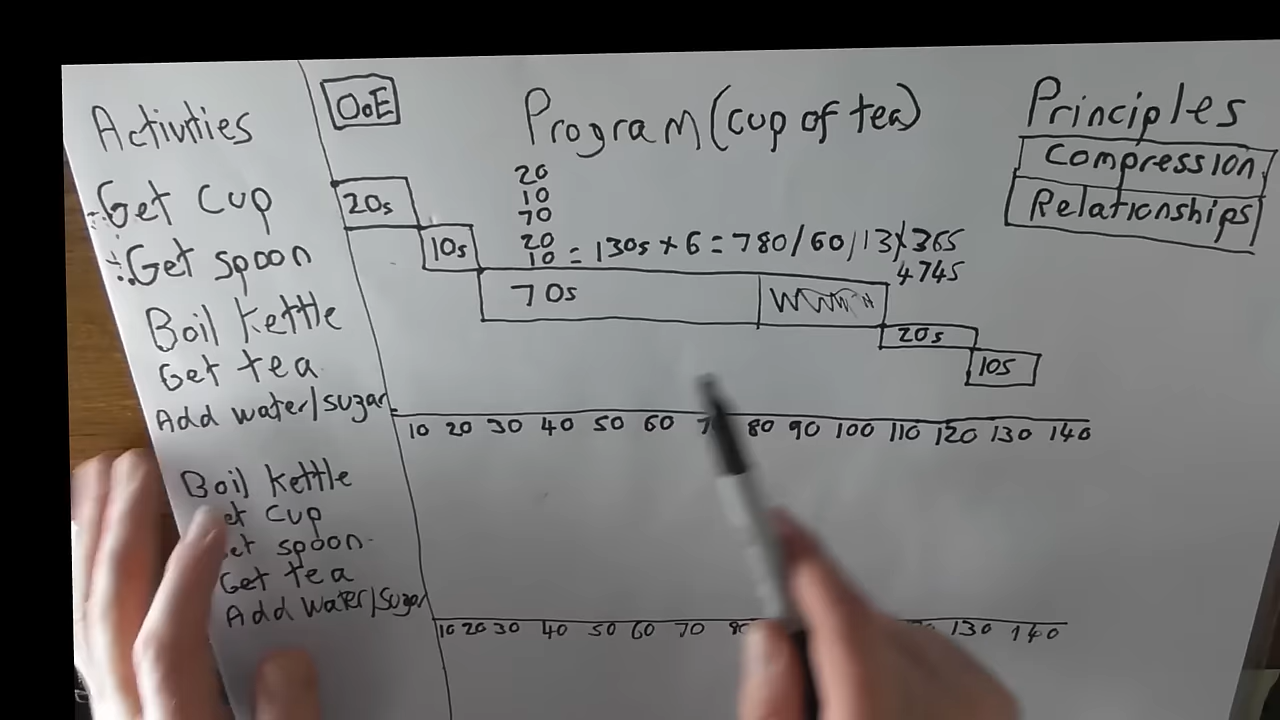 Activities
OoE
Program (cup of tea)
Principles
Compression
Relationships
Get Cup
20s
20
10
70
20
10 = 130s * 6 = 780/60, 13 x 365
4745
Get spoon
10s
Boil Kettle
70s
Get tea
20s
Add water/sugar
10s
10 20 30 40 50 60 80 90 100 110 120 130 140
Boil Kettle
Cup
spoon
Get tea
Add water/sugar
10 20 30 40 50 60 70 130 140